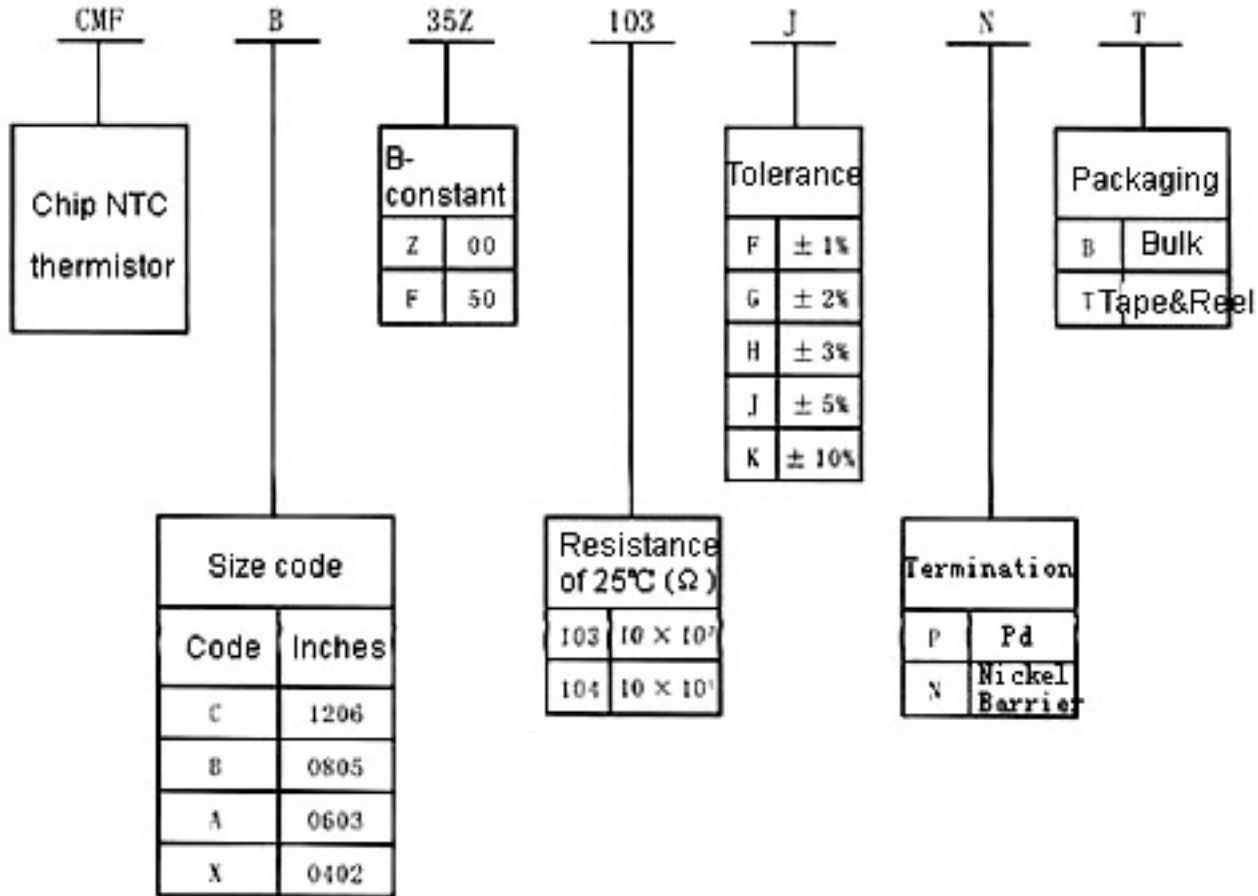 CMF B 35Z 103 J N T
Chip NTC
thermistor
B-
constant
Z 00
F 50
Tolerance
F ± 1%
G ± 2%
H ± 3%
J ± 5%
K ± 10%
Packaging
B Bulk
T Tape&Reel
Size code
Code Inches
C 1206
B 0805
A 0603
X 0402
Resistance
of 25℃ (Ω)
103 10 ×
104 10 ×
Termination
P Pd
N Nickel
Barrier